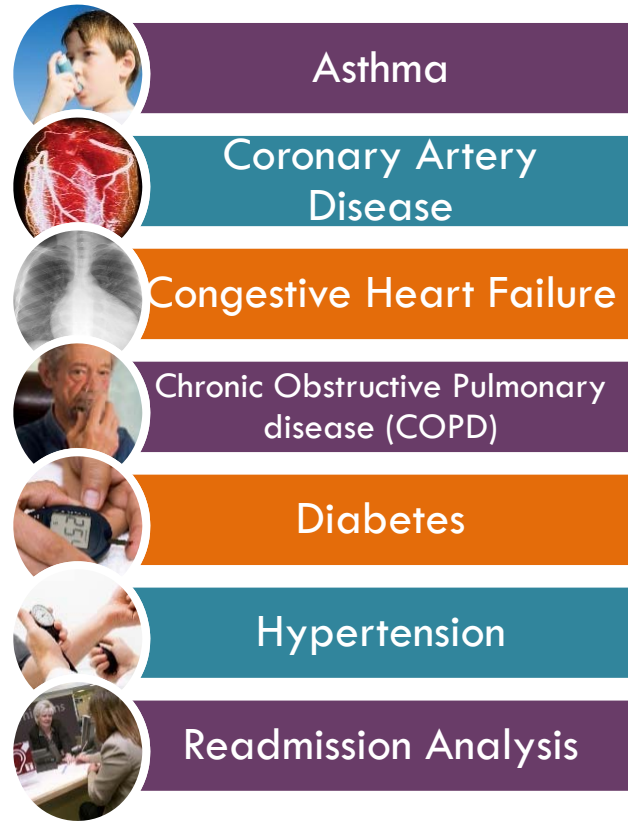 Asthma
Coronary Artery
Disease
Congestive Heart Failure
Chronic Obstructive Pulmonary
disease (COPD)
Diabetes
Hypertension
Readmission Analysis